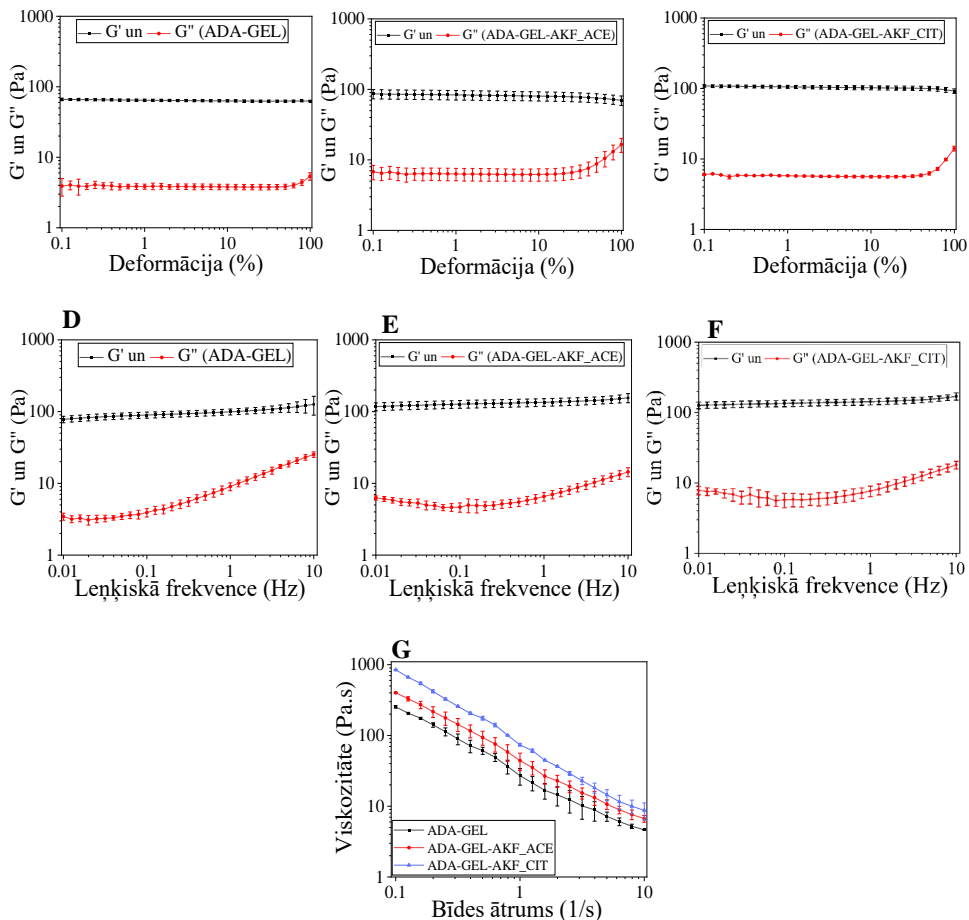 G' un G'' (ADA-GEL)
G' un G'' (ADA-GEL-AKF_ACE)
G' un G'' (ADA-GEL-AKF_CIT)
1000
100
10
1
G' un G'' (Pa)
0.1 1 10 100
Deformācija (%)
1000
100
10
1
G' un G'' (Pa)
0.1 1 10 100
Deformācija (%)
1000
100
10
1
G' un G'' (Pa)
0.1 1 10 100
Deformācija (%)
D
G' un G'' (ADA-GEL)
1000
100
10
1
G' un G'' (Pa)
0.01 0.1 1 10
Leņķiskā frekvence (Hz)
E
G' un G'' (ADA-GEL-AKF_ACE)
1000
100
10
1
G' un G'' (Pa)
0.01 0.1 1 10
Leņķiskā frekvence (Hz)
F
G' un G'' (ADA-GEL-AKF_CIT)
1000
100
10
1
G' un G'' (Pa)
0.01 0.1 1 10
Leņķiskā frekvence (Hz)
G
1000
100
10
1
Viskozitāte (Pa.s)
ADA-GEL
ADA-GEL-AKF_ACE
ADA-GEL-AKF_CIT
0.1 1 10
Bīdes ātrums (1/s)